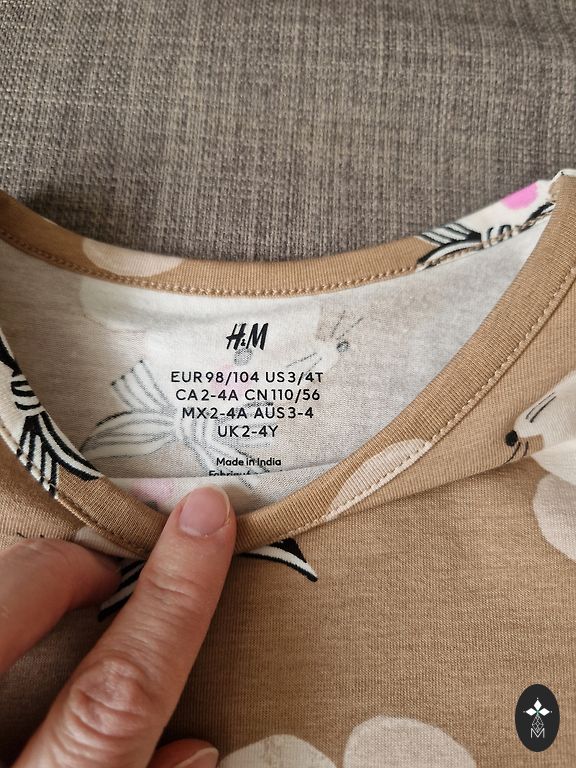 H&M
EUR 98/104 US 3/4T
CA 2-4A CN 110/56
MX 2-4A AUS 3-4
UK 2-4Y
Made in India